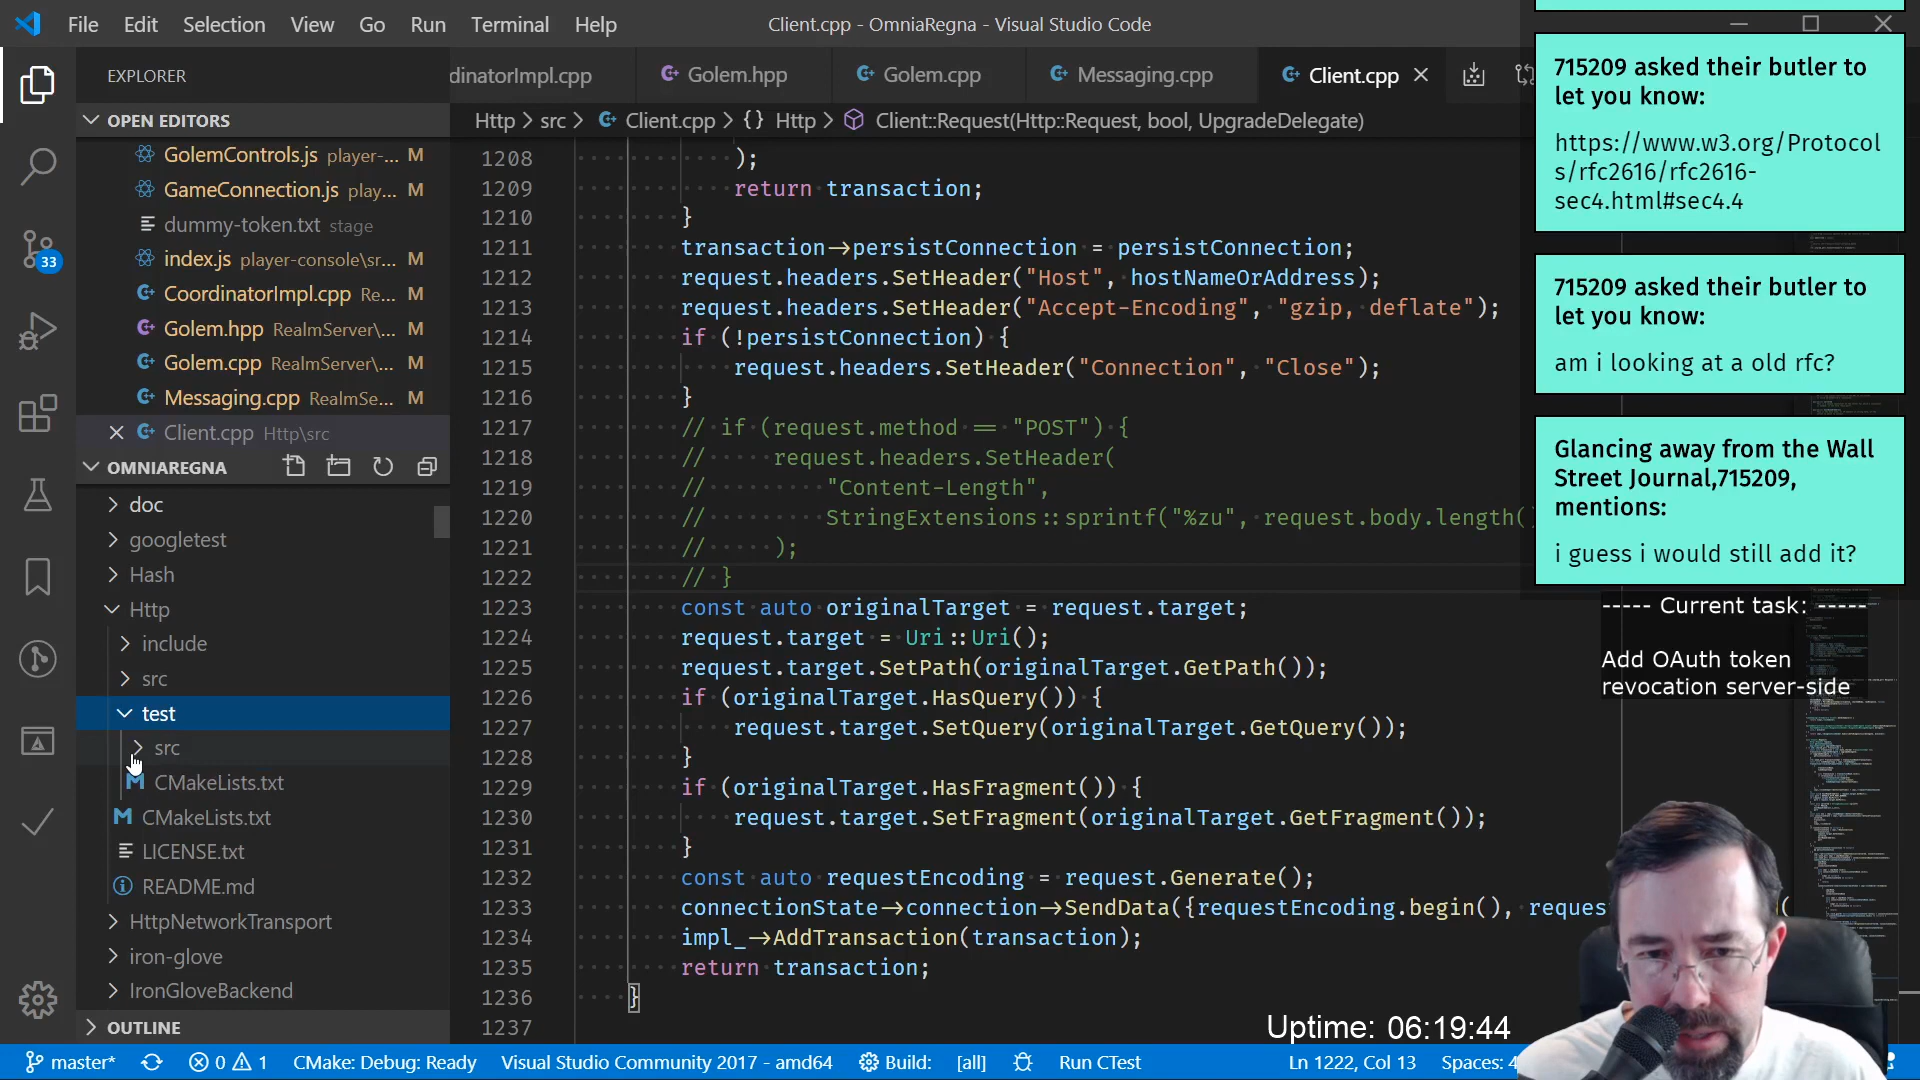 File Edit Selection View Go Run Terminal Help
Client.cpp - OmniaRegna - Visual Studio Code
EXPLORER
OPEN EDITORS
GolemControls.js player-... M
GameConnection.js play... M
dummy-token.txt stage
index.js player-console\sr... M
CoordinatorImpl.cpp Re... M
Golem.hpp RealmServer\... M
Golem.cpp RealmServer\... M
Messaging.cpp RealmSe... M
Client.cpp Http\src
OMNIAREGNA
doc
googletest
Hash
Http
include
src
test
src
CMakeLists.txt
CMakeLists.txt
LICENSE.txt
README.md
HttpNetworkTransport
iron-glove
IronGloveBackend
OUTLINE
33
dinatorImpl.cpp Golem.hpp Golem.cpp Messaging.cpp Client.cpp
Http > src > Client.cpp > {} Http > Client::Request(Http::Request, bool, UpgradeDelegate)
1208 );
1209 return transaction;
1210 }
1211 transaction->persistConnection = persistConnection;
1212 request.headers.SetHeader("Host", hostNameOrAddress);
1213 request.headers.SetHeader("Accept-Encoding", "gzip, deflate");
1214 if (!persistConnection) {
1215 request.headers.SetHeader("Connection", "Close");
1216 }
1217 // if (request.method == "POST") {
1218 // request.headers.SetHeader(
1219 // "Content-Length",
1220 // StringExtensions::sprintf("%zu", request.body.length(
1221 // );
1222 // }
1223 const auto originalTarget = request.target;
1224 request.target = Uri::Uri();
1225 request.target.SetPath(originalTarget.GetPath());
1226 if (originalTarget.HasQuery()) {
1227 request.target.SetQuery(originalTarget.GetQuery());
1228 }
1229 if (originalTarget.HasFragment()) {
1230 request.target.SetFragment(originalTarget.GetFragment());
1231 }
1232 const auto requestEncoding = request.Generate();
1233 connectionState->connection->SendData({requestEncoding.begin(), reques
1234 impl_->AddTransaction(transaction);
1235 return transaction;
1236 }
1237
715209 asked their butler to
let you know:
https://www.w3.org/Protocol
s/rfc2616/rfc2616-
sec4.html#sec4.4
715209 asked their butler to
let you know:
am i looking at a old rfc?
Glancing away from the Wall
Street Journal,715209,
mentions:
i guess i would still add it?
----- Current task: -----
Add OAuth token
revocation server-side
Uptime: 06:19:44
master* 0 1 CMake: Debug: Ready Visual Studio Community 2017 - amd64 Build: [all] Run CTest Ln 1222, Col 13 Spaces: 4